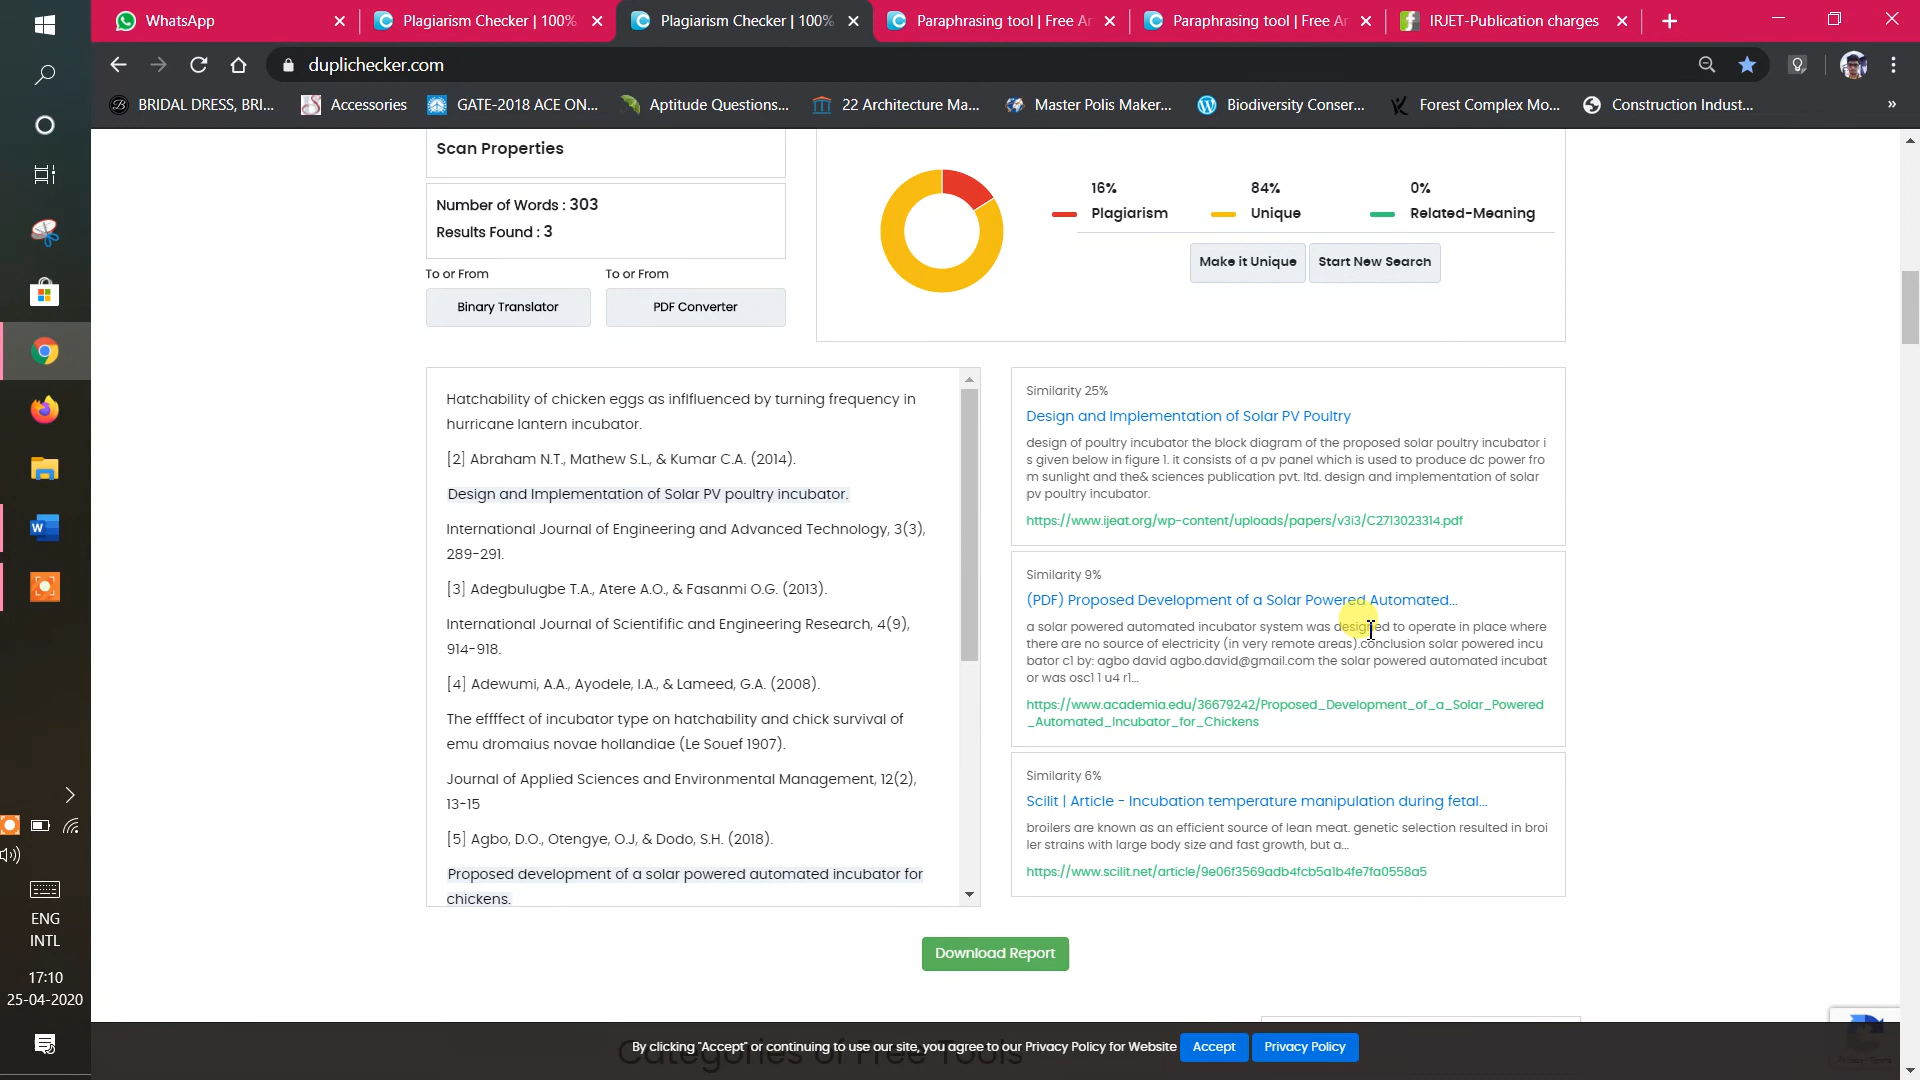 WhatsApp
Plagiarism Checker | 100%
Plagiarism Checker | 100%
Paraphrasing tool | Free Ar
Paraphrasing tool | Free Ar
IRJET-Publication charges
duplichecker.com
BRIDAL DRESS, BRI...
Accessories
GATE-2018 ACE ON...
Aptitude Questions...
22 Architecture Ma...
Master Polis Maker...
Biodiversity Conser...
Forest Complex Mo...
Construction Indust...
»
Scan Properties
Number of Words : 303
Results Found : 3
To or From
To or From
Binary Translator
PDF Converter
16%
Plagiarism
84%
Unique
0%
Related-Meaning
Make it Unique
Start New Search
Hatchability of chicken eggs as inflfluenced by turning frequency in
hurricane lantern incubator.
[2] Abraham N.T., Mathew S.L., & Kumar C.A. (2014).
Design and Implementation of Solar PV poultry incubator.
International Journal of Engineering and Advanced Technology, 3(3),
289-291.
[3] Adegbulugbe T.A., Atere A.O., & Fasanmi O.G. (2013).
International Journal of Scientifific and Engineering Research, 4(9),
914-918.
[4] Adewumi, A.A., Ayodele, I.A., & Lameed, G.A. (2008).
The effffect of incubator type on hatchability and chick survival of
emu dromaius novae hollandiae (Le Souef 1907).
Journal of Applied Sciences and Environmental Management, 12(2),
13-15
[5] Agbo, D.O., Otengye, O.J, & Dodo, S.H. (2018).
Proposed development of a solar powered automated incubator for
chickens.
Similarity 25%
Design and Implementation of Solar PV Poultry
design of poultry incubator the block diagram of the proposed solar poultry incubator i
s given below in figure 1. it consists of a pv panel which is used to produce dc power fro
m sunlight and the& sciences publication pvt. ltd. design and implementation of solar
pv poultry incubator.
https://www.ijeat.org/wp-content/uploads/papers/v3i3/C2713023314.pdf
Similarity 9%
(PDF) Proposed Development of a Solar Powered Automated...
a solar powered automated incubator system was designed to operate in place where
there are no source of electricity (in very remote areas).conclusion solar powered incu
bator c1 by: agbo david agbo.david@gmail.com the solar powered automated incubat
or was osc1 1 u4 r1...
https://www.academia.edu/36679242/Proposed_Development_of_a_Solar_Powered
_Automated_Incubator_for_Chickens
Similarity 6%
Scilit | Article - Incubation temperature manipulation during fetal...
broilers are known as an efficient source of lean meat. genetic selection resulted in broi
ler strains with large body size and fast growth, but a...
https://www.scilit.net/article/9e06f3569adb4fcb5a1b4fe7fa0558a5
Download Report
Categories of Free Tools
By clicking "Accept" or continuing to use our site, you agree to our Privacy Policy for Website
Accept
Privacy Policy
ENG
INTL
17:10
25-04-2020